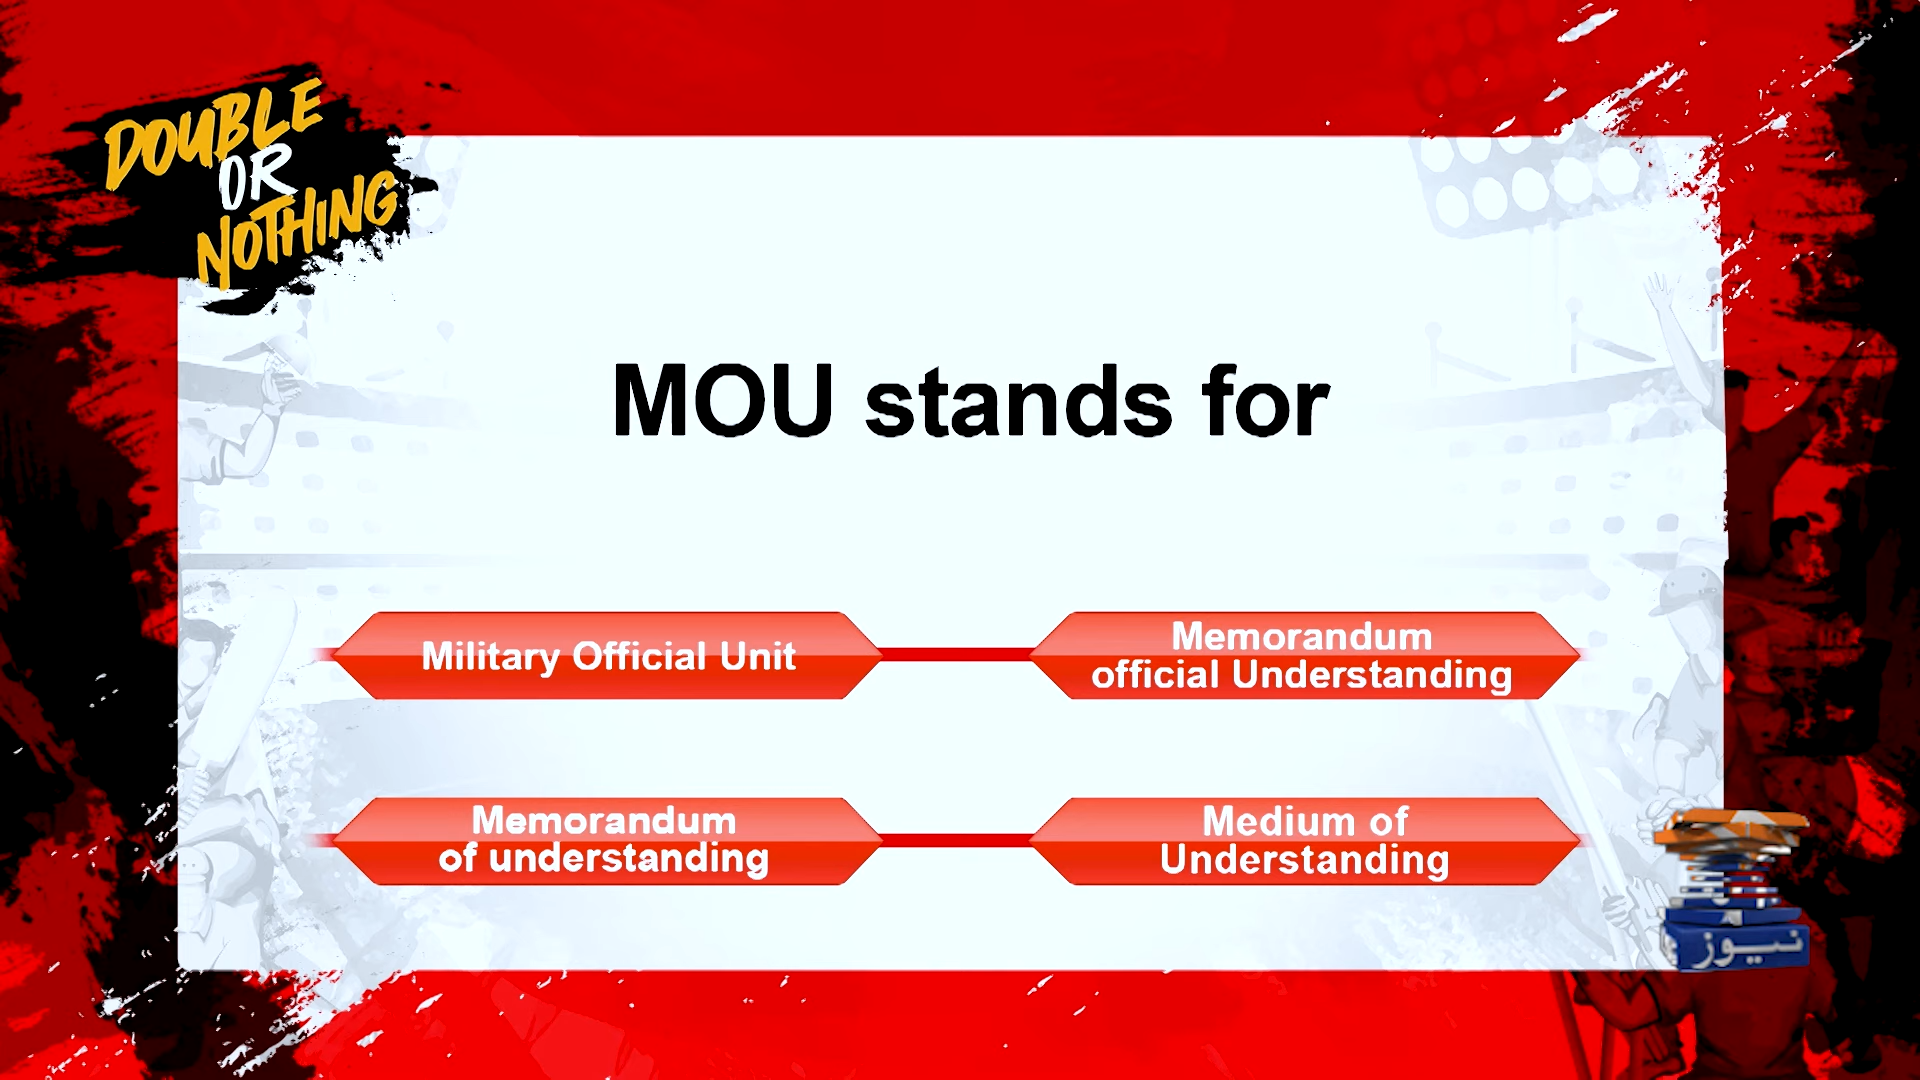 DOUBLE
OR
NOTHING
MOU stands for
Military Official Unit
Memorandum
official Understanding
Memorandum
of understanding
Medium of
Understanding
نیوز